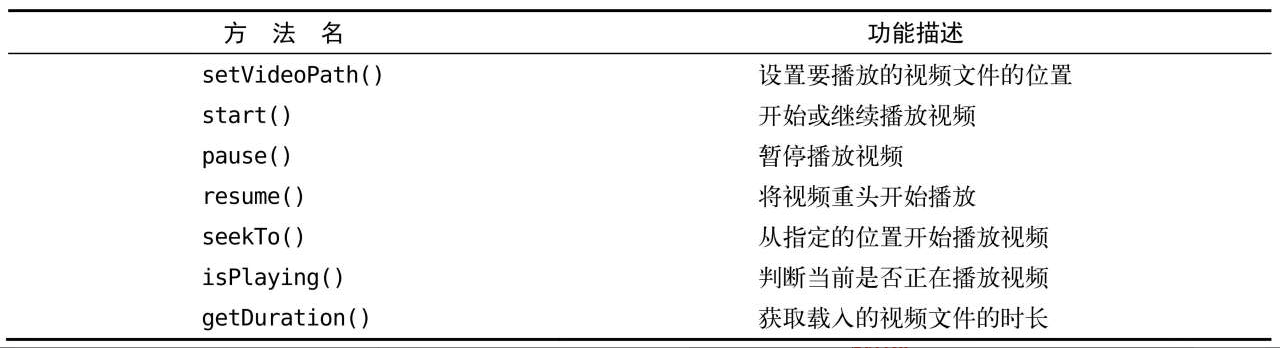 方 法 名 功能描述
setVideoPath() 设置要播放的视频文件的位置
start() 开始或继续播放视频
pause() 暂停播放视频
resume() 将视频重头开始播放
seekTo() 从指定的位置开始播放视频
isPlaying() 判断当前是否正在播放视频
getDuration() 获取载入的视频文件的时长